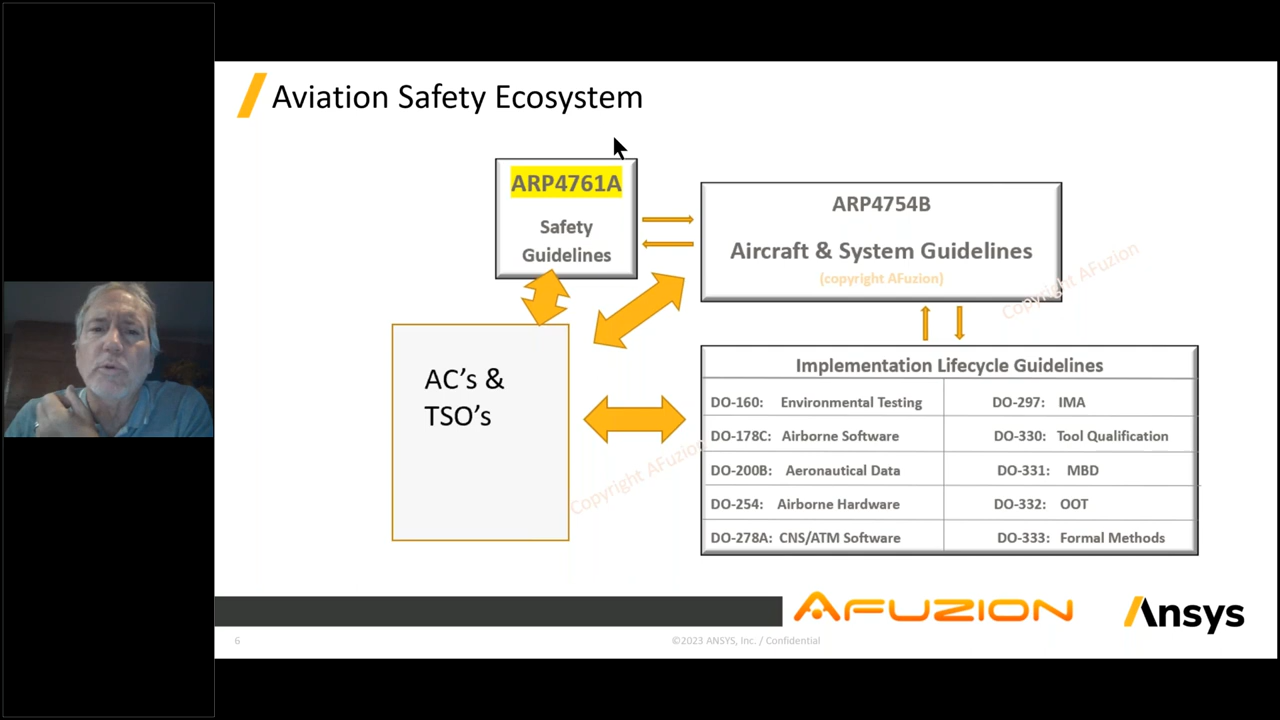 Aviation Safety Ecosystem
ARP4761A
Safety
Guidelines
ARP4754B
Aircraft & System Guidelines
(copyright AFuzion)
Copyright AFuzion
AC's &
TSO's
Copyright AFuzion
Implementation Lifecycle Guidelines
DO-160: Environmental Testing DO-297: IMA
DO-178C: Airborne Software DO-330: Tool Qualification
DO-200B: Aeronautical Data DO-331: MBD
DO-254: Airborne Hardware DO-332: OOT
DO-278A: CNS/ATM Software DO-333: Formal Methods
AFUZION
Ansys
6
©2023 ANSYS, Inc. / Confidential